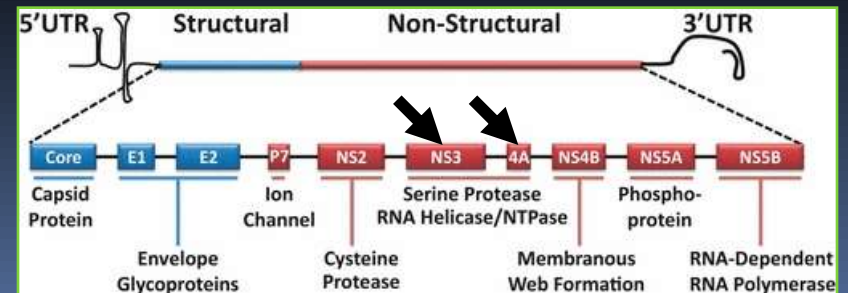 5'UTR Structural Non-Structural 3'UTR
Core E1 E2 P7 NS2 NS3 4A NS4B NS5A NS5B
Capsid
Protein
Ion
Channel
Serine Protease
RNA Helicase/NTPase
Phospho-
protein
Envelope
Glycoproteins
Cysteine
Protease
Membranous
Web Formation
RNA-Dependent
RNA Polymerase